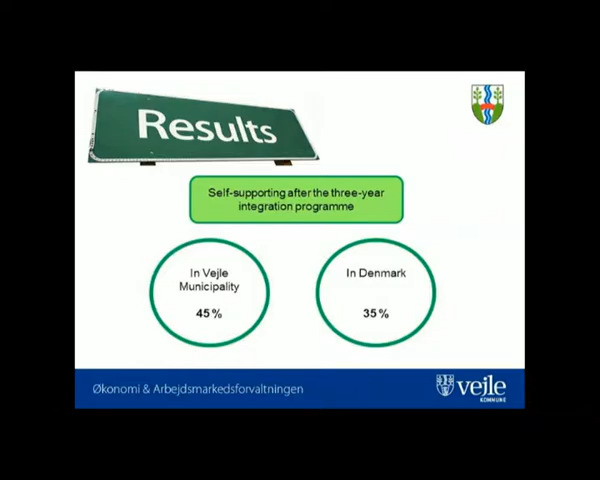 Results
Self-supporting after the three-year
integration programme
In Vejle
Municipality
45 %
In Denmark
35 %
Økonomi & Arbejdsmarkedsforvaltningen
vejle
KOMMUNE